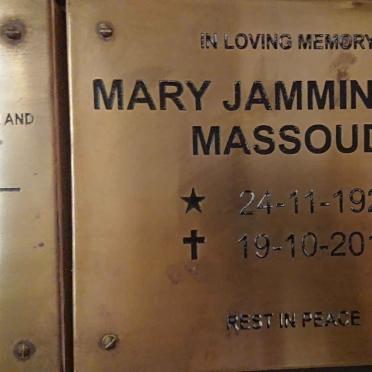 AND
IN LOVING MEMORY
MARY JAMMIN
MASSOUD
24-11-192
19-10-201
REST IN PEACE